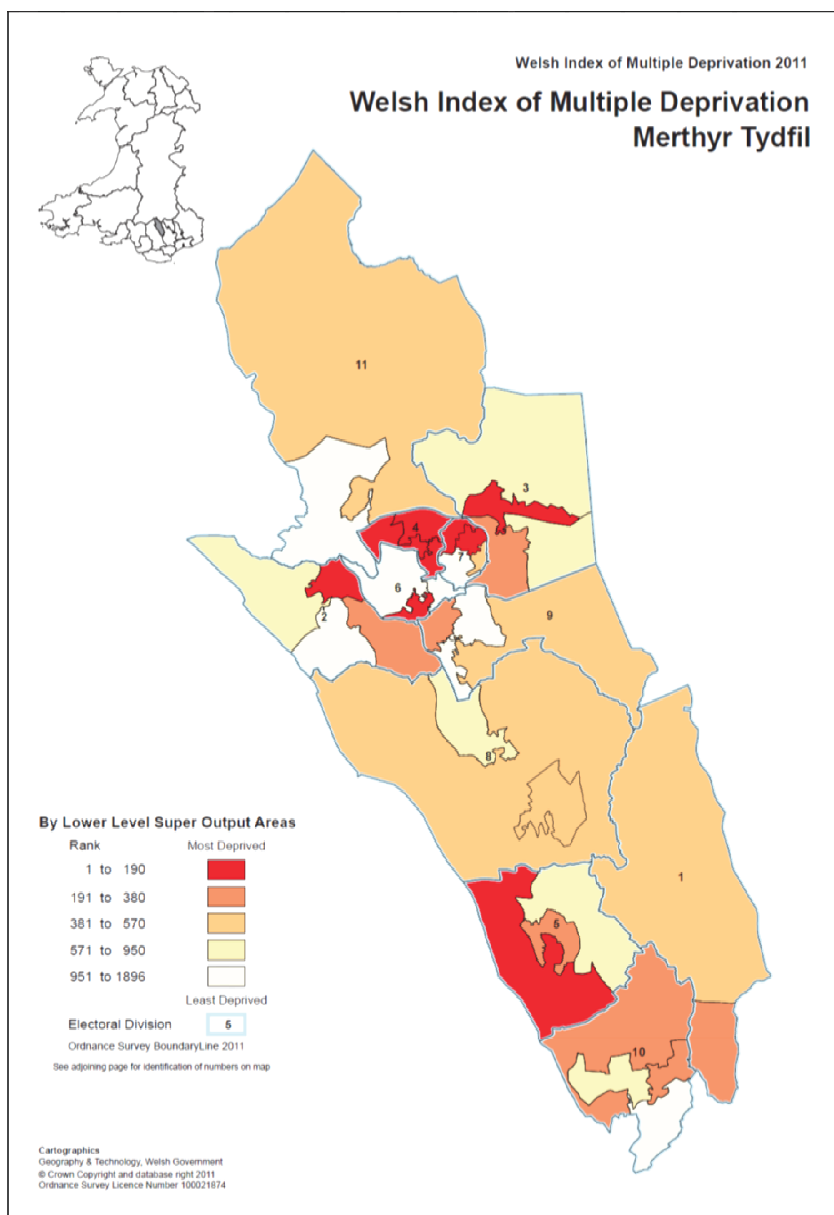 Welsh Index of Multiple Deprivation 2011
Welsh Index of Multiple Deprivation
Merthyr Tydfil
11
3
4
7
6
2
9
8
1
5
10
By Lower Level Super Output Areas
Rank Most Deprived
1 to 190
191 to 380
381 to 570
571 to 950
951 to 1896
Least Deprived
Electoral Division 5
Ordnance Survey BoundaryLine 2011
See adjoining page for identification of numbers on map
Cartographics
Geography & Technology, Welsh Government
© Crown Copyright and database right 2011
Ordnance Survey Licence Number 100021874